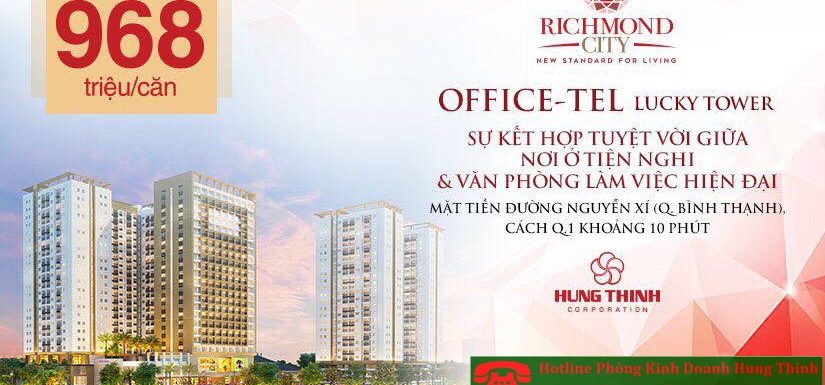 968
triệu/căn
RICHMOND
CITY
NEW STANDARD FOR LIVING
OFFICE-TEL LUCKY TOWER
SỰ KẾT HỢP TUYỆT VỜI GIỮA
NƠI Ở TIỆN NGHI
& VĂN PHÒNG LÀM VIỆC HIỆN ĐẠI
MẶT TIỀN ĐƯỜNG NGUYỄN XÍ (Q. BÌNH THẠNH),
CÁCH Q.1 KHOẢNG 10 PHÚT
HUNG THINH
CORPORATION
Hotline Phòng Kinh Doanh Hung Thinh